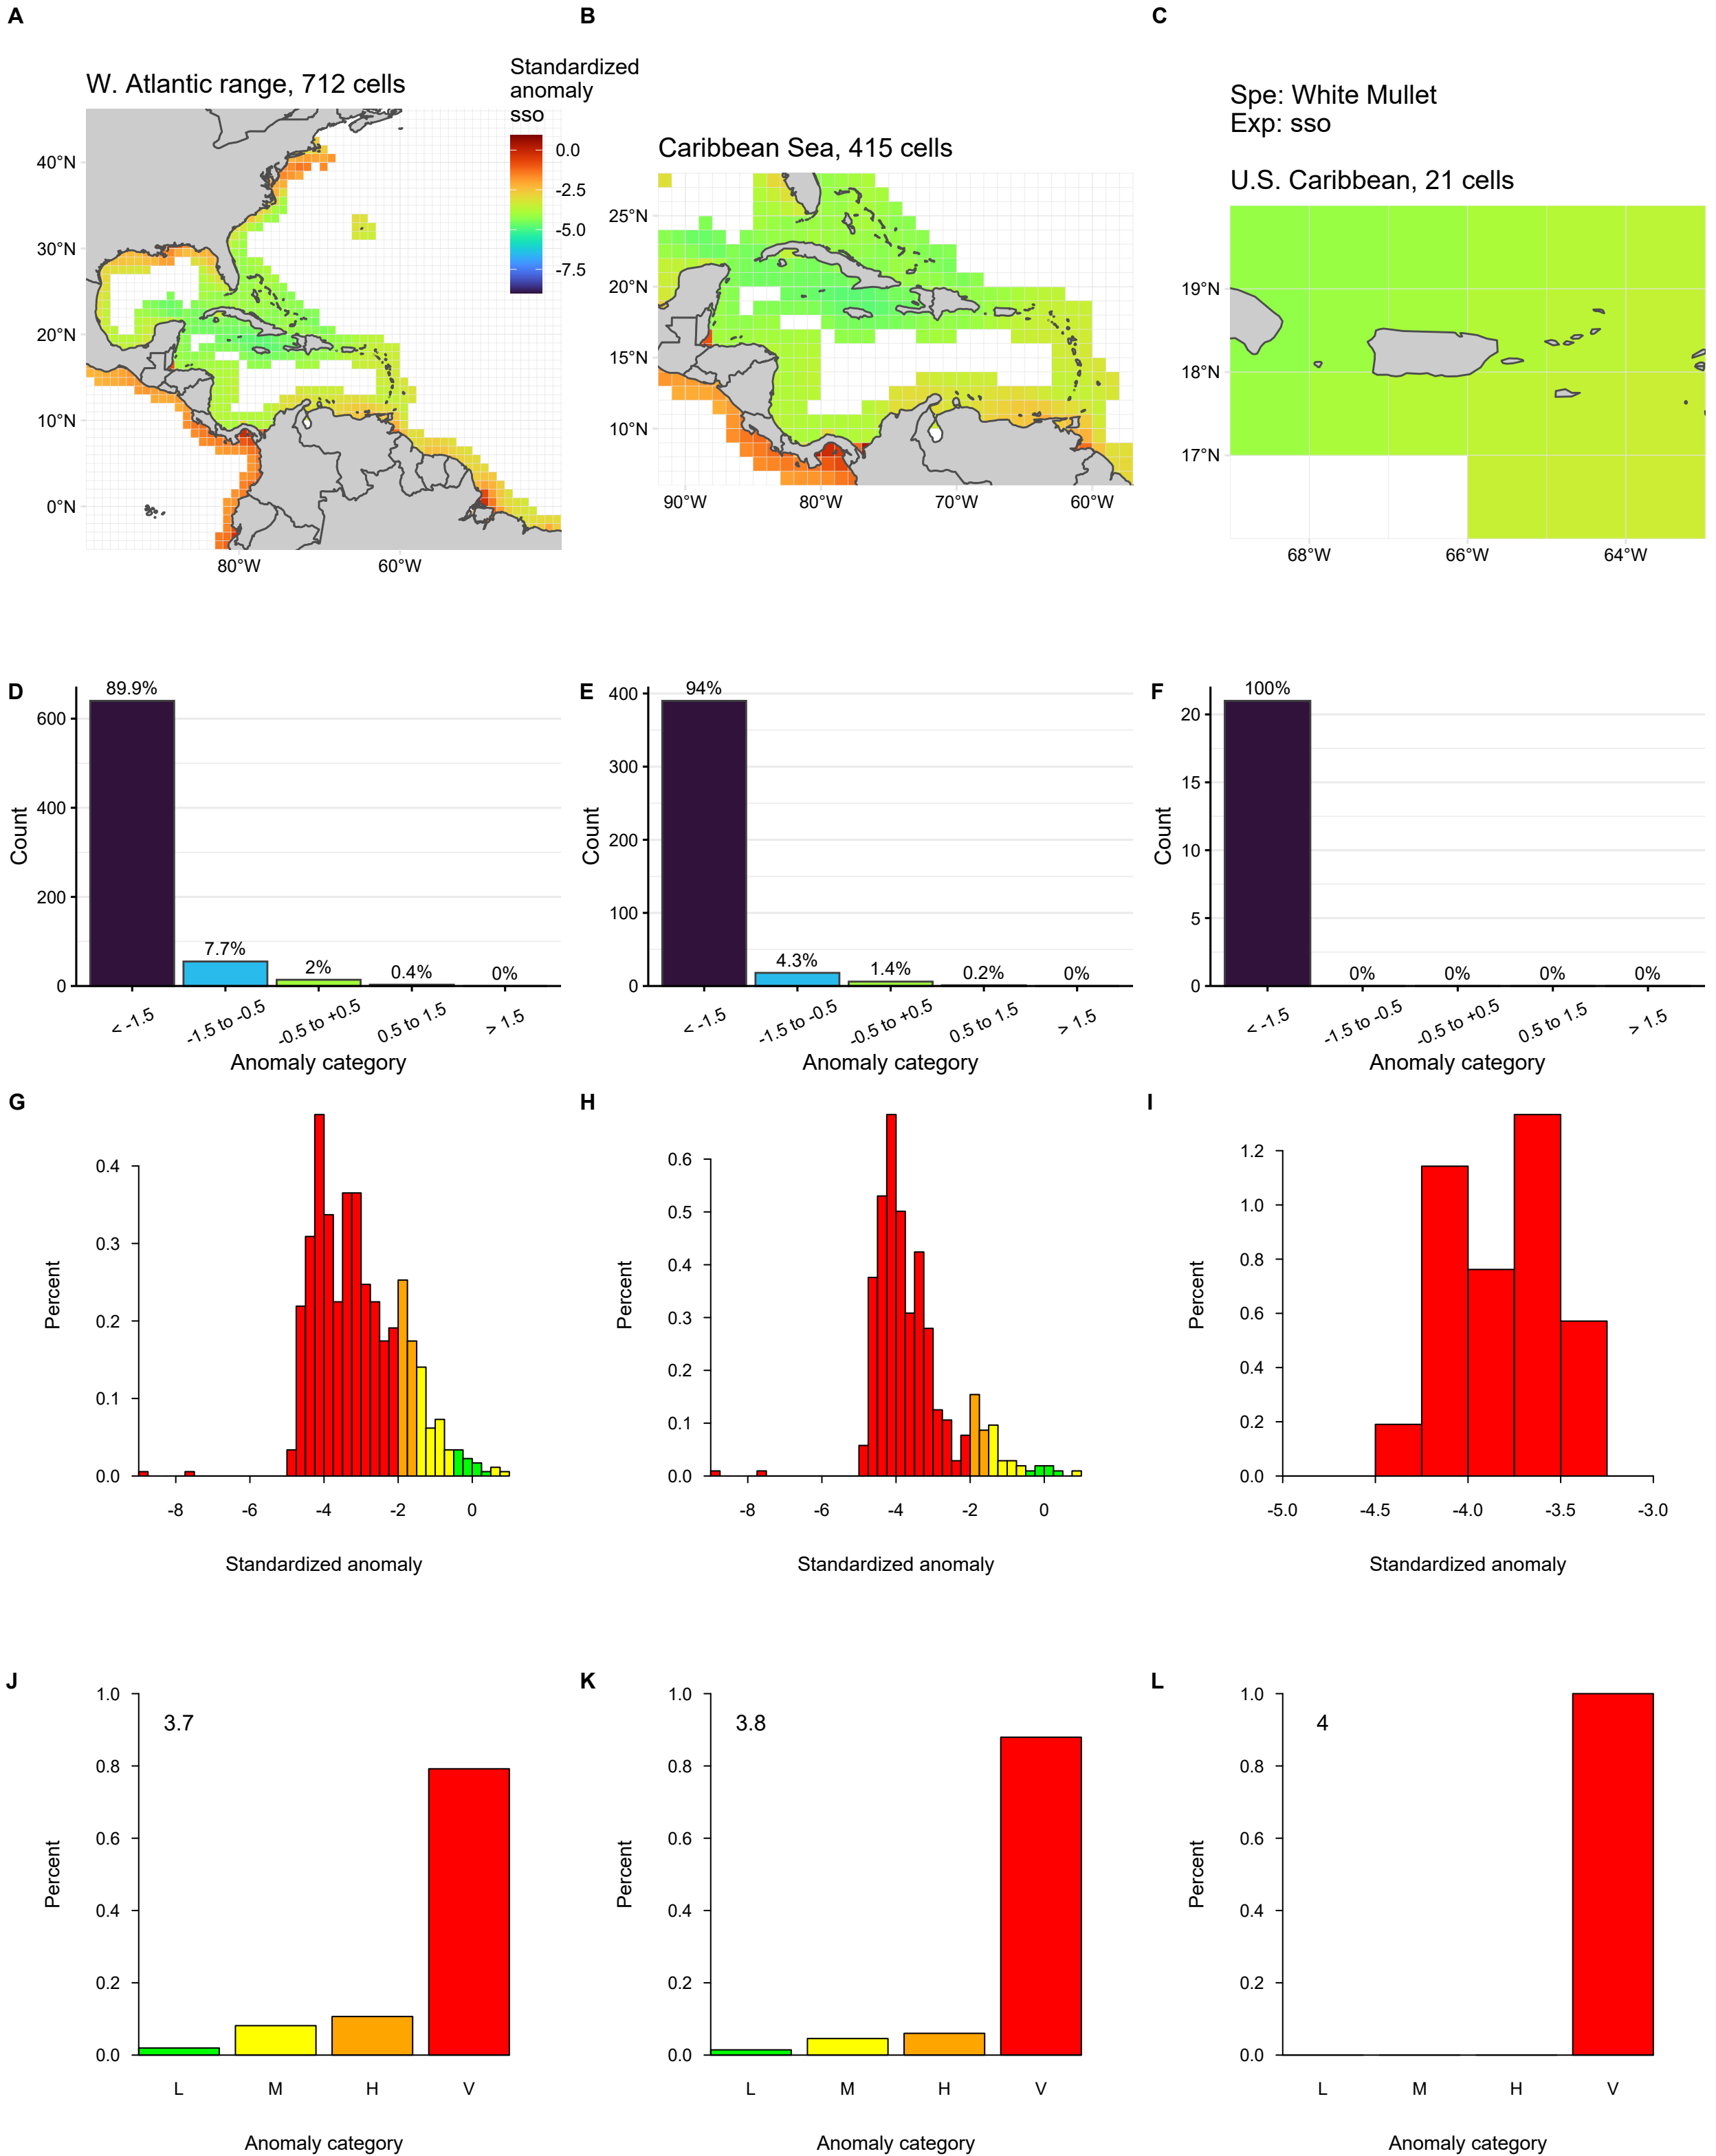 A
B
C
W. Atlantic range, 712 cells
Standardized
anomaly
sso
0.0
-2.5
-5.0
-7.5
40°N
30°N
20°N
10°N
0°N
80°W
60°W
Caribbean Sea, 415 cells
25°N
20°N
15°N
10°N
90°W
80°W
70°W
60°W
Spe: White Mullet
Exp: sso
U.S. Caribbean, 21 cells
19°N
18°N
17°N
68°W
66°W
64°W
D
Count
600
400
200
0
89.9%
7.7%
2%
0.4%
0%
< -1.5
-1.5 to -0.5
-0.5 to +0.5
0.5 to 1.5
> 1.5
Anomaly category
E
Count
400
300
200
100
0
94%
4.3%
1.4%
0.2%
0%
< -1.5
-1.5 to -0.5
-0.5 to +0.5
0.5 to 1.5
> 1.5
Anomaly category
F
Count
20
15
10
5
0
100%
0%
0%
0%
0%
< -1.5
-1.5 to -0.5
-0.5 to +0.5
0.5 to 1.5
> 1.5
Anomaly category
G
Percent
0.4
0.3
0.2
0.1
0.0
-8
-6
-4
-2
0
Standardized anomaly
H
Percent
0.6
0.5
0.4
0.3
0.2
0.1
0.0
-8
-6
-4
-2
0
Standardized anomaly
I
Percent
1.2
1.0
0.8
0.6
0.4
0.2
0.0
-5.0
-4.5
-4.0
-3.5
-3.0
Standardized anomaly
J
Percent
1.0
0.8
0.6
0.4
0.2
0.0
3.7
L
M
H
V
Anomaly category
K
Percent
1.0
0.8
0.6
0.4
0.2
0.0
3.8
L
M
H
V
Anomaly category
L
Percent
1.0
0.8
0.6
0.4
0.2
0.0
4
L
M
H
V
Anomaly category